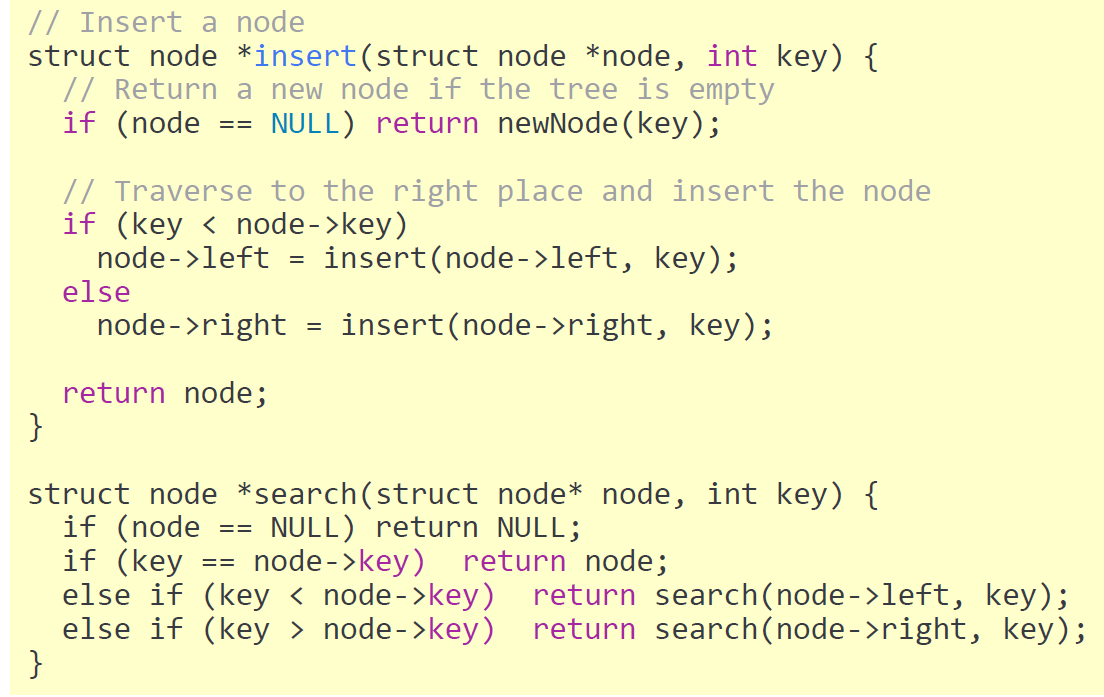 // Insert a node
struct node *insert(struct node *node, int key) {
  // Return a new node if the tree is empty
  if (node == NULL) return newNode(key);

  // Traverse to the right place and insert the node
  if (key < node->key)
    node->left = insert(node->left, key);
  else
    node->right = insert(node->right, key);

  return node;
}

struct node *search(struct node* node, int key) {
  if (node == NULL) return NULL;
  if (key == node->key)  return node;
  else if (key < node->key)  return search(node->left, key);
  else if (key > node->key)  return search(node->right, key);
}